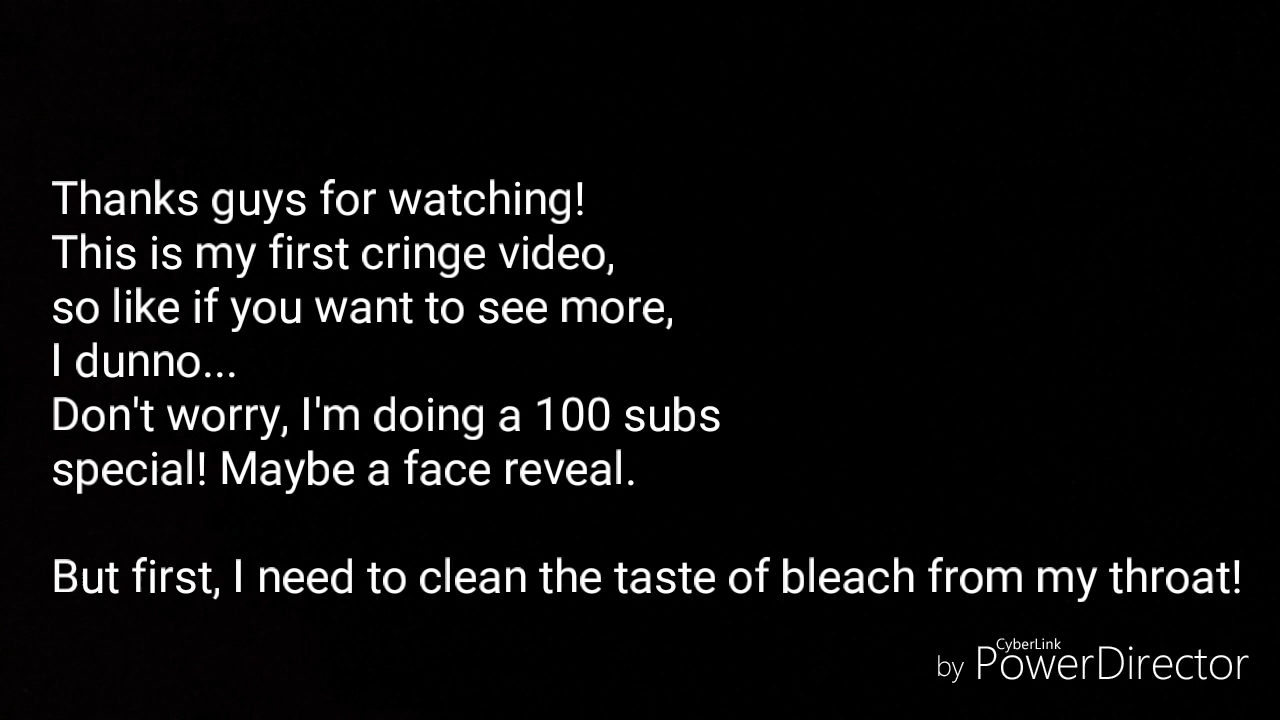 Thanks guys for watching!
This is my first cringe video,
so like if you want to see more,
I dunno...
Don't worry, I'm doing a 100 subs
special! Maybe a face reveal.
But first, I need to clean the taste of bleach from my throat!
CyberLink
by PowerDirector